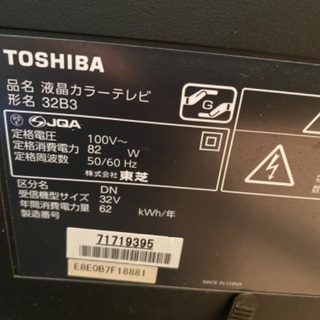 TOSHIBA
品名 液晶カラーテレビ
形名 32B3
G
PS E JQA
定格電圧: 100V~
定格消費電力: 82 W
定格周波数: 50/60 Hz
株式会社 東芝
区分名: DN
受信機型サイズ: 32V
年間消費電力量: 62 kWh/年
製造番号:
71719395
E8E0B7F18881
MADE IN CHINA